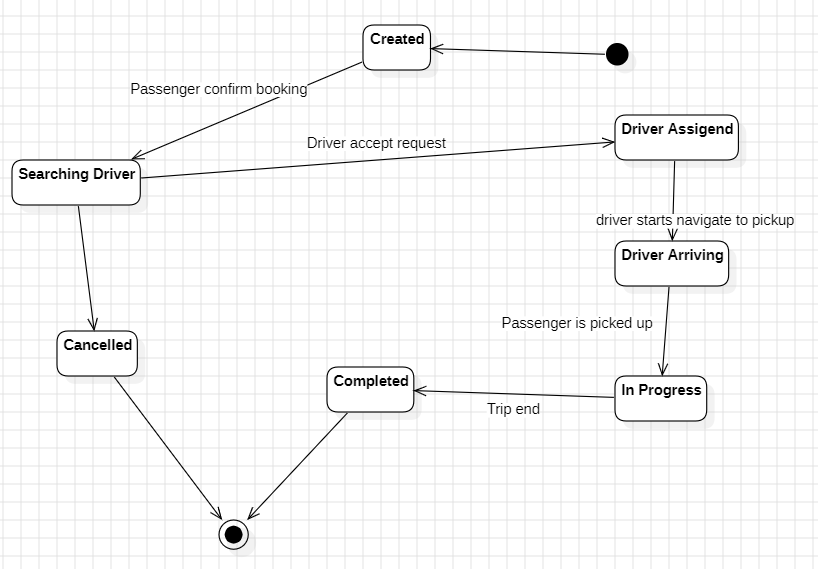 Created
Passenger confirm booking
Driver Assigend
Driver accept request
Searching Driver
driver starts navigate to pickup
Driver Arriving
Passenger is picked up
Cancelled
Completed
In Progress
Trip end